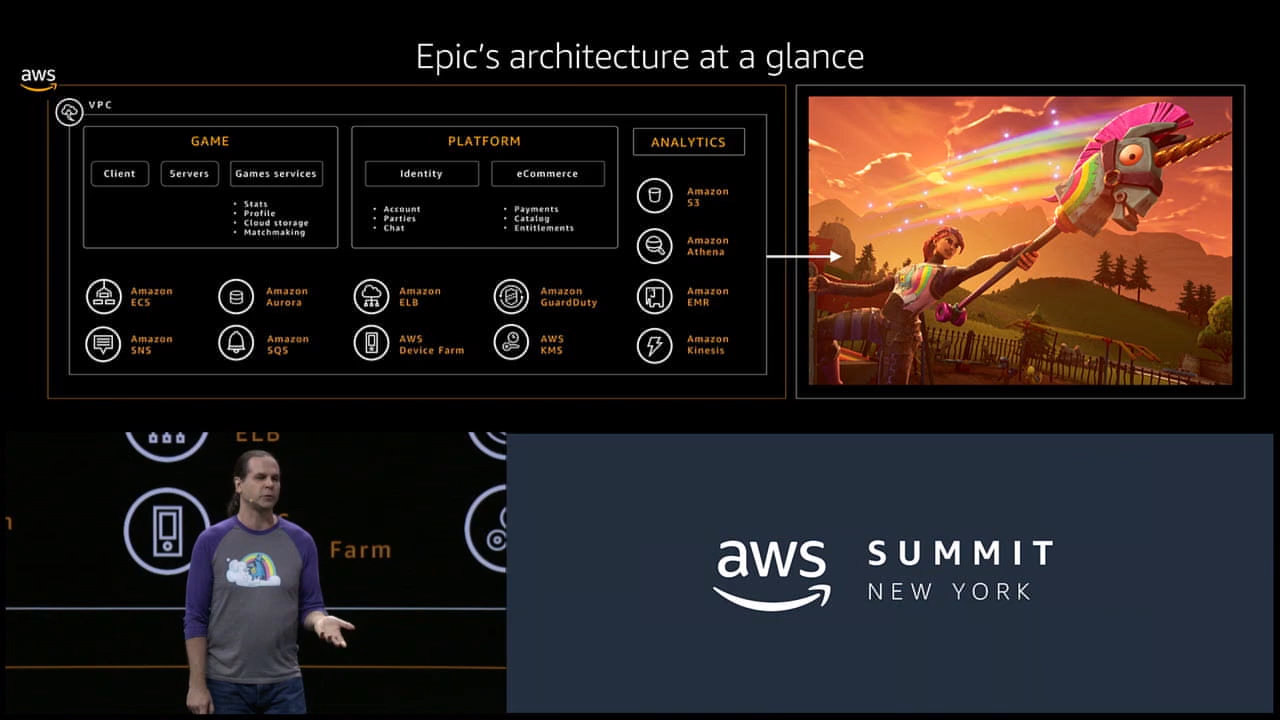 Epic's architecture at a glance
aws
VPC
GAME
Client
Servers
Games services
• Stats
• Profile
• Cloud storage
• Matchmaking
PLATFORM
Identity
eCommerce
• Account
• Parties
• Chat
• Payments
• Catalog
• Entitlements
ANALYTICS
Amazon
S3
Amazon
Athena
Amazon
ECS
Amazon
Aurora
Amazon
ELB
Amazon
GuardDuty
Amazon
EMR
Amazon
SNS
Amazon
SQS
AWS
Device Farm
AWS
KMS
Amazon
Kinesis
ELB
Farm
aws
SUMMIT
NEW YORK